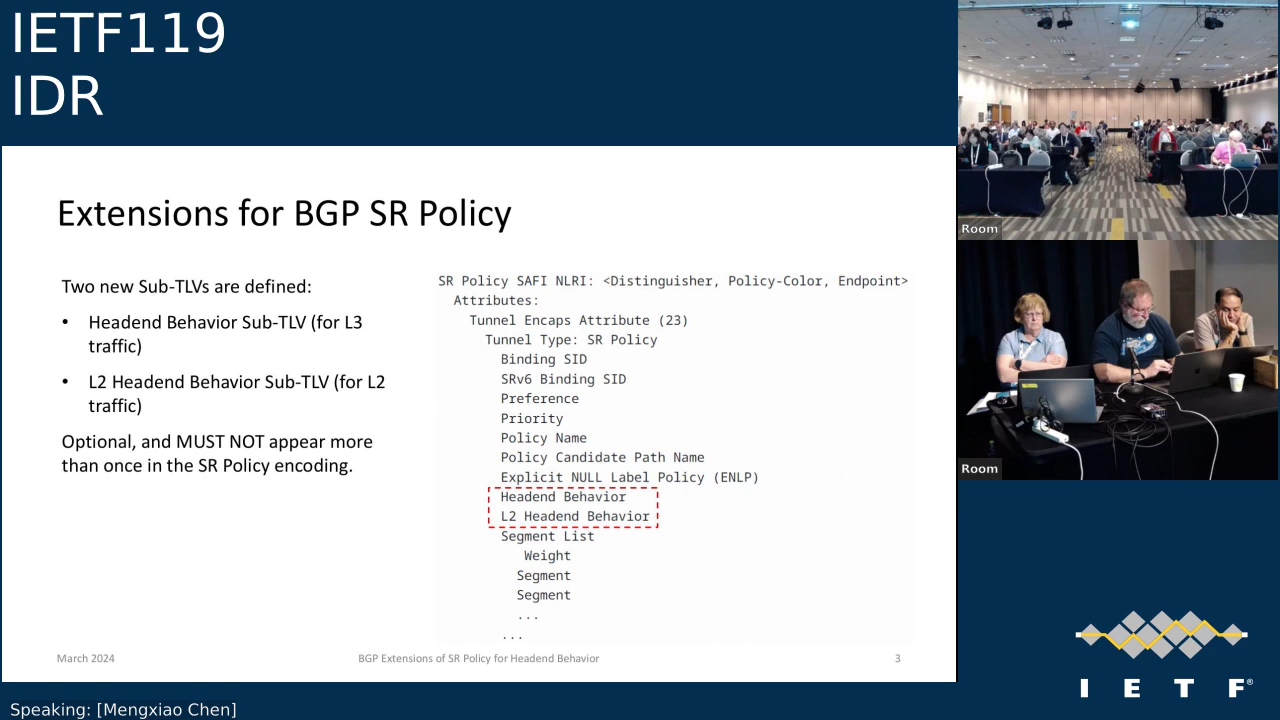 IETF119
IDR
Extensions for BGP SR Policy
Two new Sub-TLVs are defined:
• Headend Behavior Sub-TLV (for L3
traffic)
• L2 Headend Behavior Sub-TLV (for L2
traffic)
Optional, and MUST NOT appear more
than once in the SR Policy encoding.
SR Policy SAFI NLRI: <Distinguisher, Policy-Color, Endpoint>
Attributes:
Tunnel Encaps Attribute (23)
Tunnel Type: SR Policy
Binding SID
SRv6 Binding SID
Preference
Priority
Policy Name
Policy Candidate Path Name
Explicit NULL Label Policy (ENLP)
Headend Behavior
L2 Headend Behavior
Segment List
Weight
Segment
Segment
...
...
March 2024
BGP Extensions of SR Policy for Headend Behavior
3
Room
Room
I E T F®
Speaking: [Mengxiao Chen]